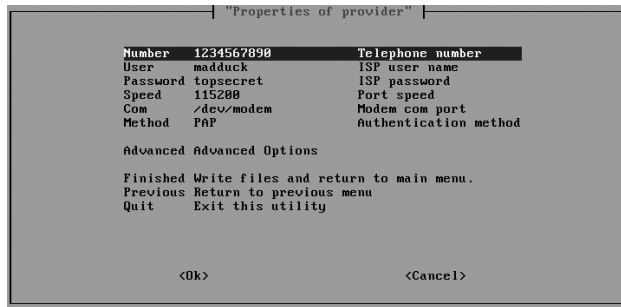 "Properties of provider"
Number 1234567890 Telephone number
User madduck ISP user name
Password topsecret ISP password
Speed 115200 Port speed
Com /dev/modem Modem com port
Method PAP Authentication method
Advanced Advanced Options
Finished Write files and return to main menu.
Previous Return to previous menu
Quit Exit this utility
<Ok> <Cancel>